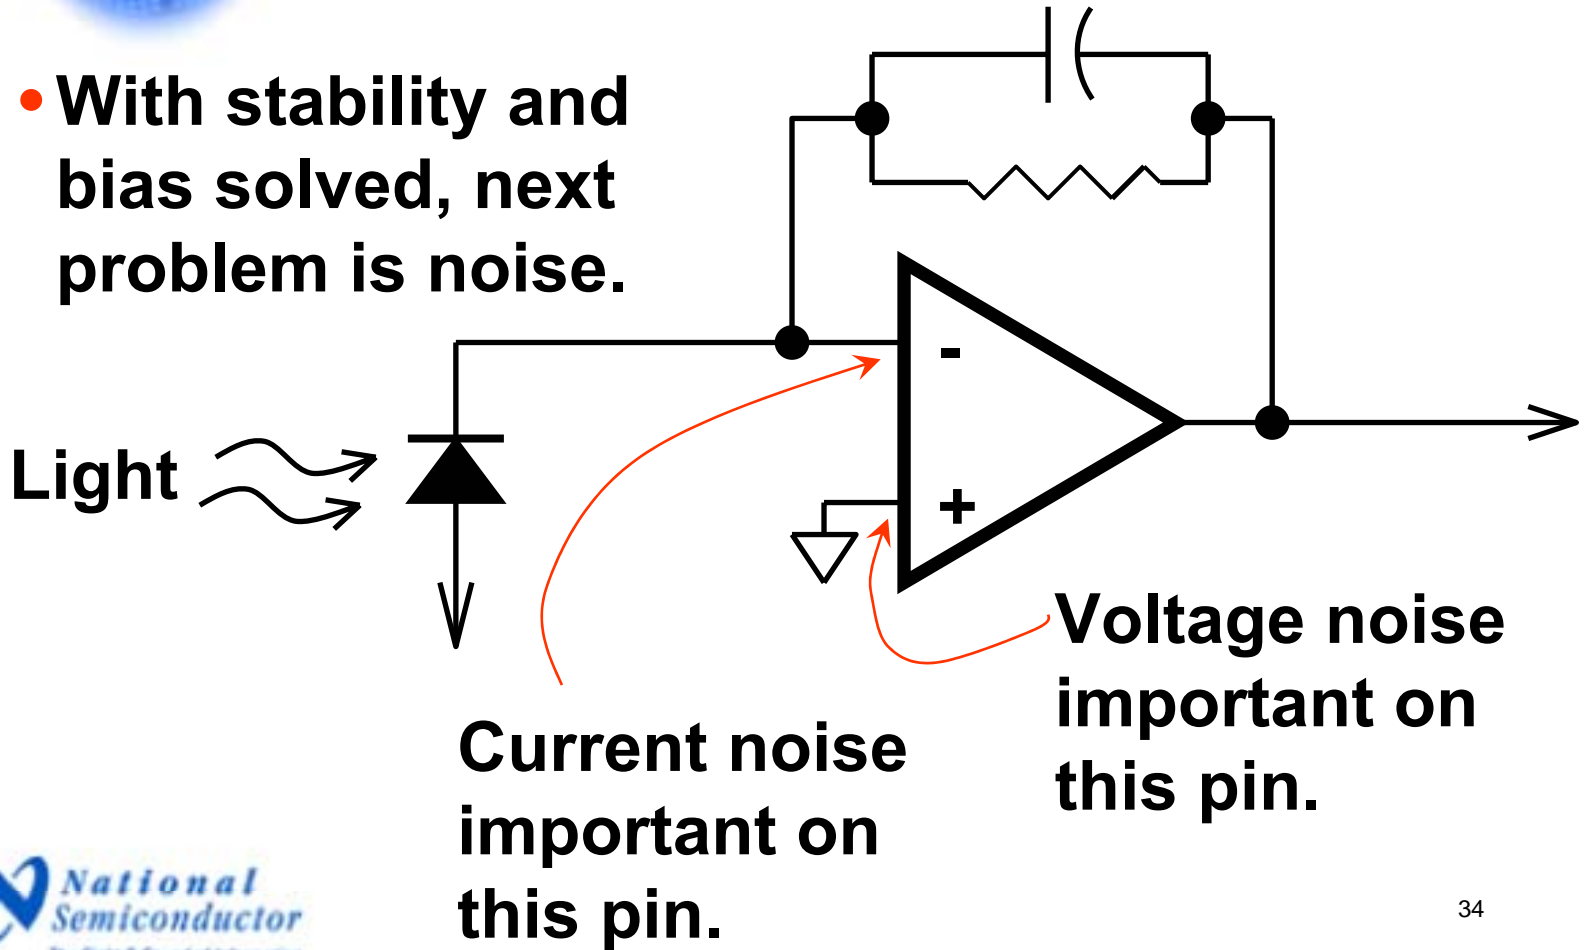 • With stability and
bias solved, next
problem is noise.
-
Light
+
Voltage noise
important on
this pin.
Current noise
important on
this pin.
National
Semiconductor
34